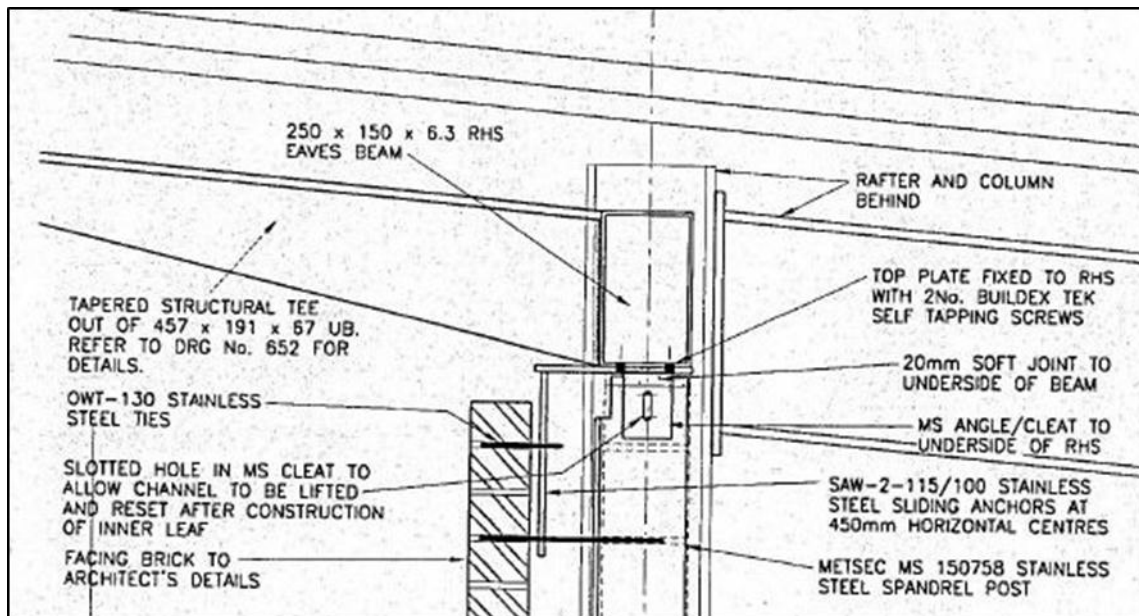 250 x 150 x 6.3 RHS
EAVES BEAM
RAFTER AND COLUMN
BEHIND
TAPERED STRUCTURAL TEE
OUT OF 457 x 191 x 67 UB.
REFER TO DRG No. 652 FOR
DETAILS.
TOP PLATE FIXED TO RHS
WITH 2No. BUILDEX TEK
SELF TAPPING SCREWS
20mm SOFT JOINT TO
UNDERSIDE OF BEAM
OWT-130 STAINLESS
STEEL TIES
MS ANGLE/CLEAT TO
UNDERSIDE OF RHS
SLOTTED HOLE IN MS CLEAT TO
ALLOW CHANNEL TO BE LIFTED
AND RESET AFTER CONSTRUCTION
OF INNER LEAF
SAW-2-115/100 STAINLESS
STEEL SLIDING ANCHORS AT
450mm HORIZONTAL CENTRES
FACING BRICK TO
ARCHITECT'S DETAILS
METSEC MS 150758 STAINLESS
STEEL SPANDREL POST